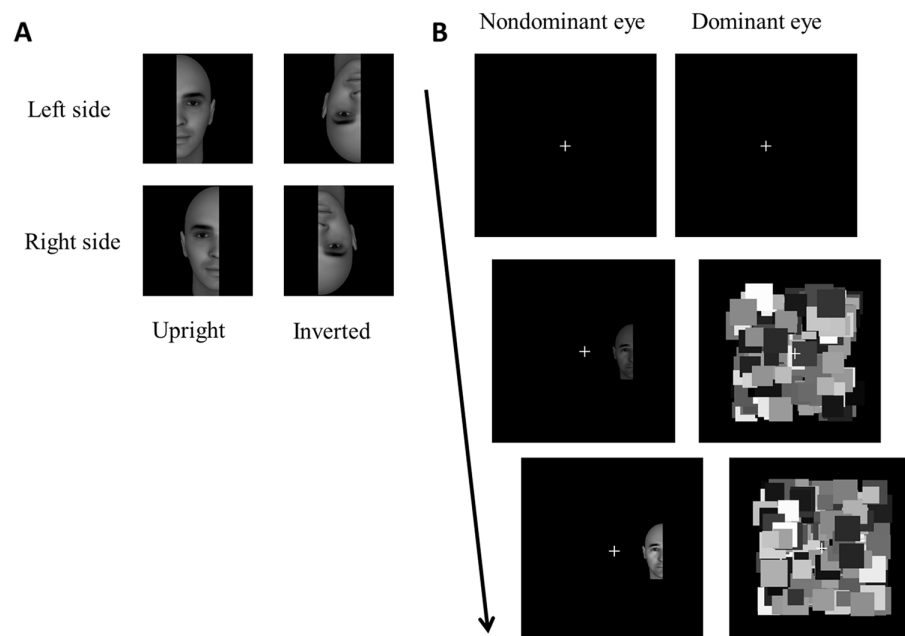 A
Left side
Right side
Upright Inverted
B
Nondominant eye Dominant eye